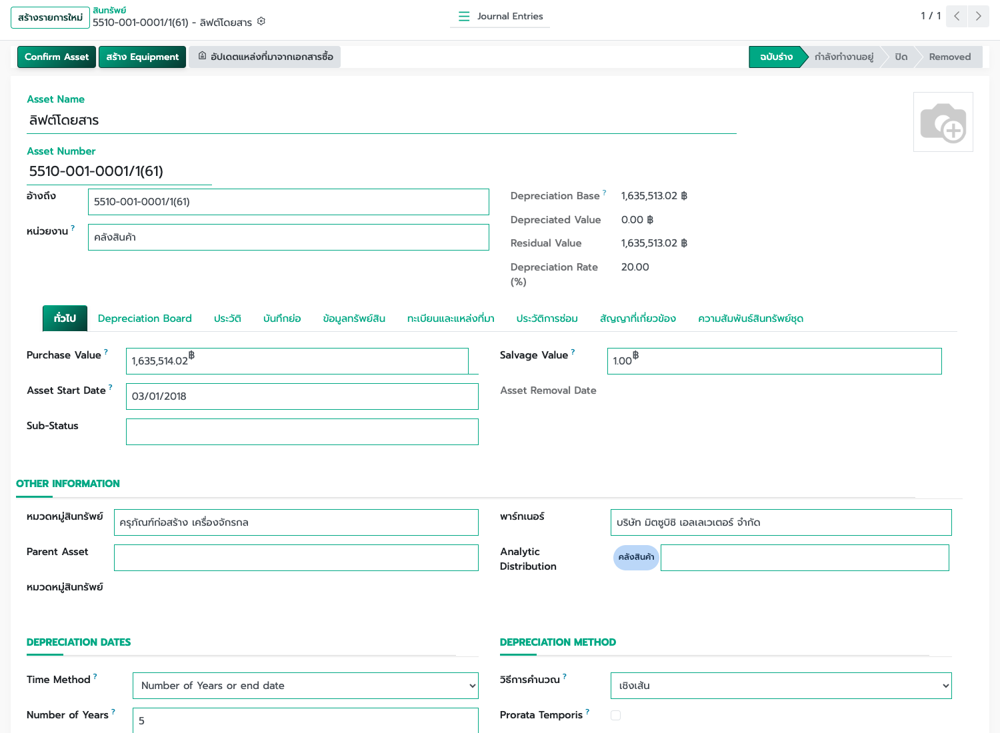 สร้างรายการใหม่
สินทรัพย์
5510-001-0001/1(61) - ลิฟต์โดยสาร
Journal Entries
1 / 1
Confirm Asset
สร้าง Equipment
อัปเดตแหล่งที่มาจากเอกสารซื้อ
ฉบับร่าง
กำลังทำงานอยู่
ปิด
Removed
Asset Name
ลิฟต์โดยสาร
Asset Number
5510-001-0001/1(61)
อ้างถึง
5510-001-0001/1(61)
หน่วยงาน ?
คลังสินค้า
Depreciation Base ? 1,635,513.02 ฿
Depreciated Value 0.00 ฿
Residual Value 1,635,513.02 ฿
Depreciation Rate (%) 20.00
ทั่วไป
Depreciation Board
ประวัติ
บันทึกย่อ
ข้อมูลทรัพย์สิน
ทะเบียนและแหล่งที่มา
ประวัติการซ่อม
สัญญาที่เกี่ยวข้อง
ความสัมพันธ์สินทรัพย์ชุด
Purchase Value ? 1,635,514.02฿
Salvage Value ? 1.00฿
Asset Start Date ? 03/01/2018
Asset Removal Date
Sub-Status
OTHER INFORMATION
หมวดหมู่สินทรัพย์ ครุภัณฑ์ก่อสร้าง เครื่องจักรกล
พาร์ทเนอร์ บริษัท มิตซูบิชิ เอลเลเวเตอร์ จำกัด
Parent Asset
Analytic Distribution คลังสินค้า
หมวดหมู่สินทรัพย์
DEPRECIATION DATES
DEPRECIATION METHOD
Time Method ? Number of Years or end date
วิธีการคำนวณ ? เชิงเส้น
Number of Years ? 5
Prorata Temporis ?